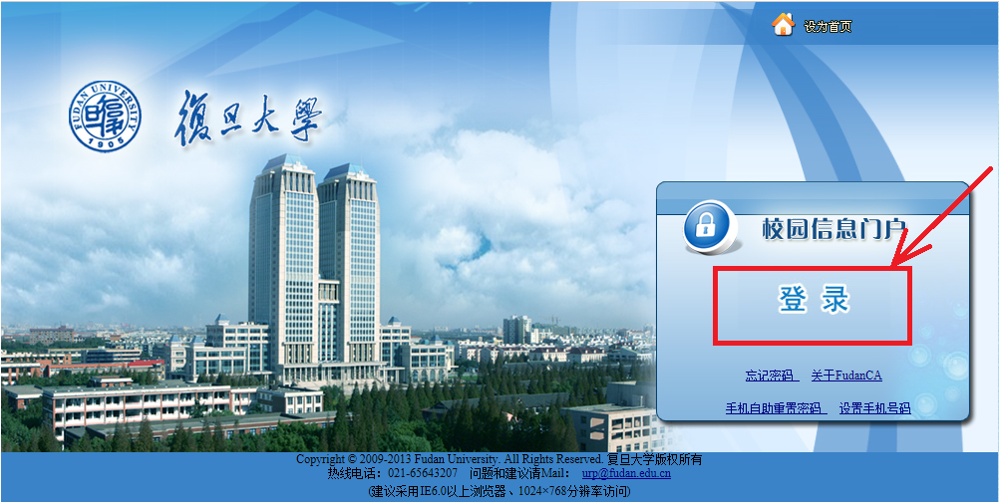 设为首页
FUDAN UNIVERSITY
1905
復旦大學
校园信息门户
登 录
忘记密码 关于FudanCA
手机自助重置密码 设置手机号码
Copyright © 2009-2013 Fudan University. All Rights Reserved. 复旦大学版权所有
热线电话：021-65643207 问题和建议请Mail： urp@fudan.edu.cn
(建议采用IE6.0以上浏览器、1024×768分辨率访问)